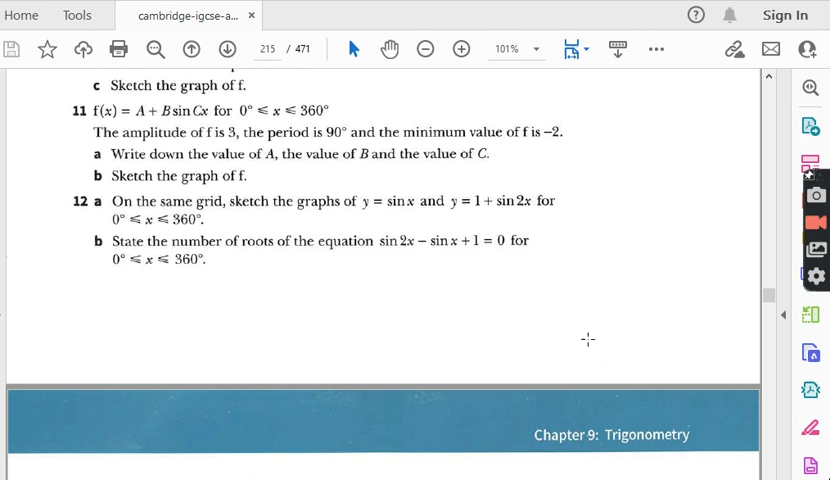 Home Tools cambridge-igcse-a... × Sign In
215 / 471 101%
c Sketch the graph of f.
11 f(x) = A + B sin Cx for 0° ⩽ x ⩽ 360°
The amplitude of f is 3, the period is 90° and the minimum value of f is –2.
a Write down the value of A, the value of B and the value of C.
b Sketch the graph of f.
12 a On the same grid, sketch the graphs of y = sin x and y = 1 + sin 2x for
0° ⩽ x ⩽ 360°.
b State the number of roots of the equation sin 2x – sin x + 1 = 0 for
0° ⩽ x ⩽ 360°.
Chapter 9: Trigonometry